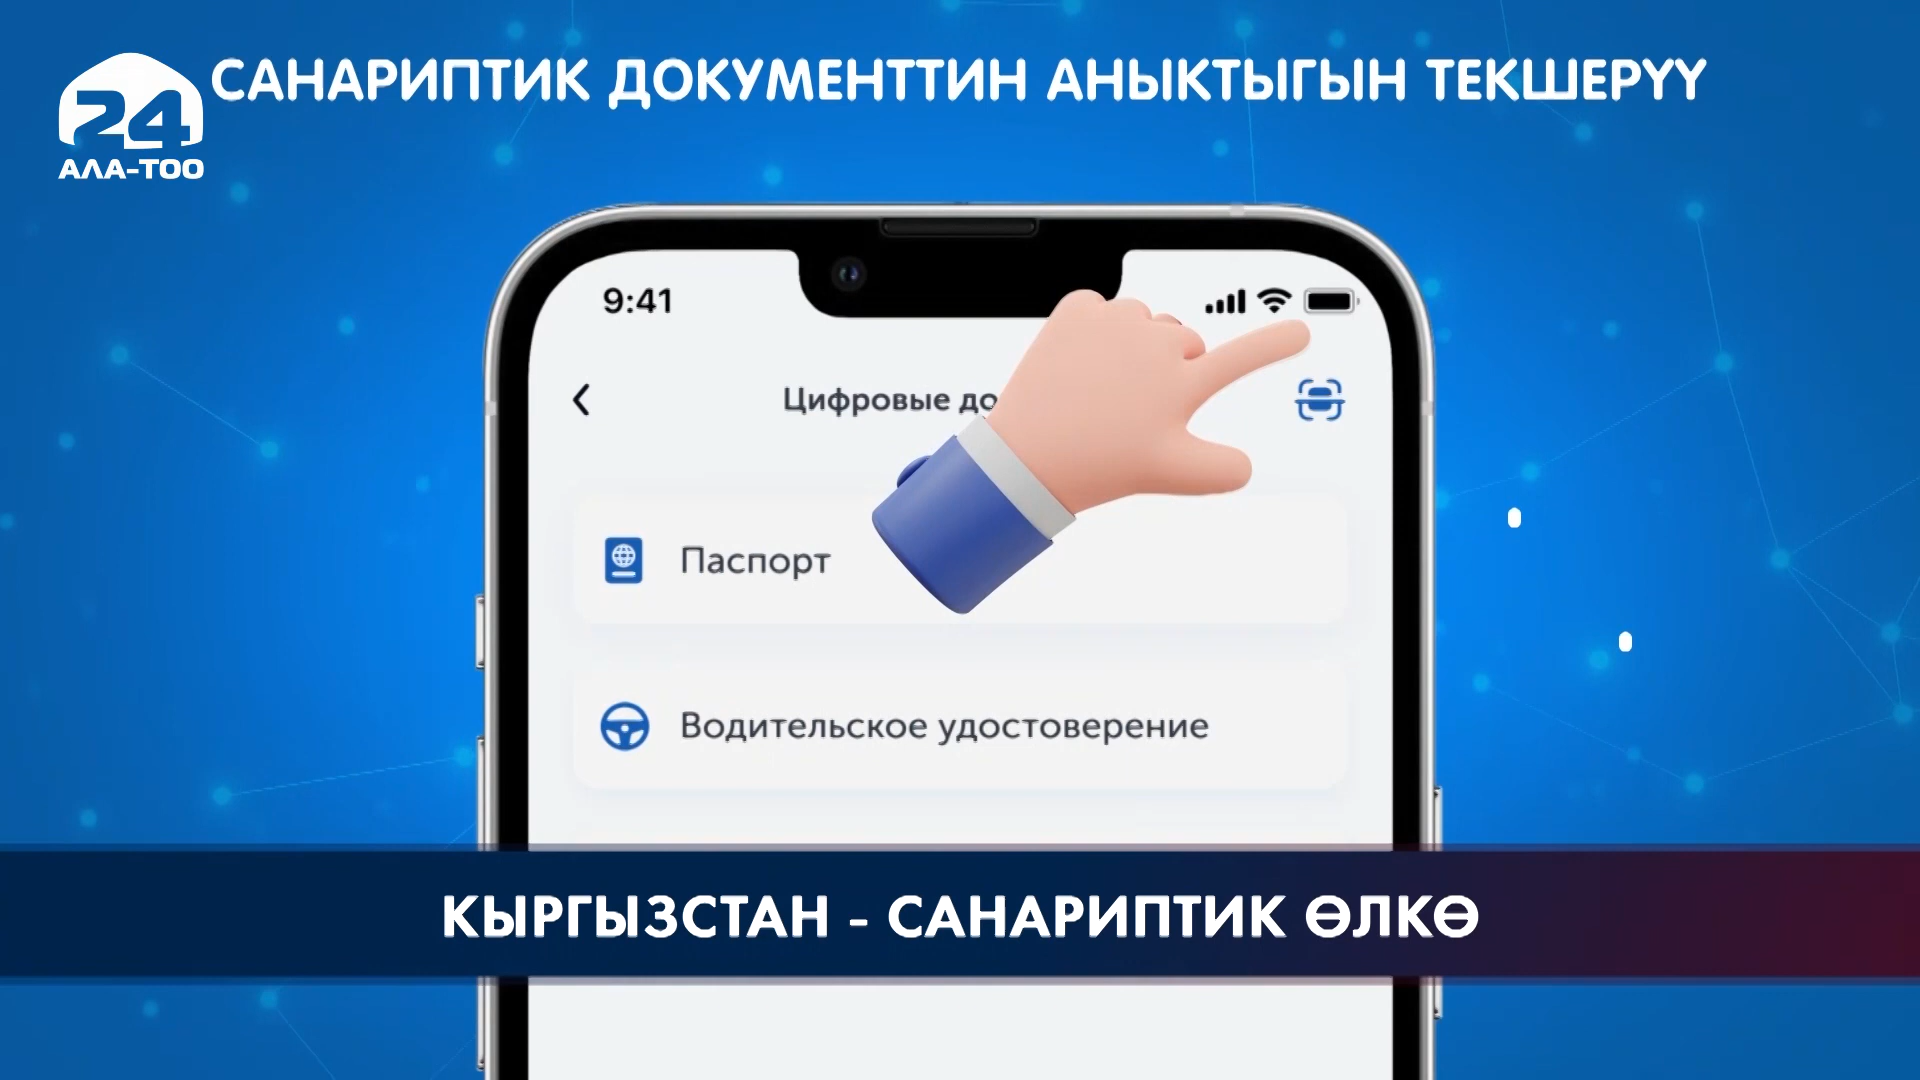 САНАРИПТИК ДОКУМЕНТТИН АНЫКТЫГЫН ТЕКШЕРҮҮ
24
АЛА-ТОО
9:41
Цифровые до
Паспорт
Водительское удостоверение
КЫРГЫЗСТАН - САНАРИПТИК ӨЛКӨ